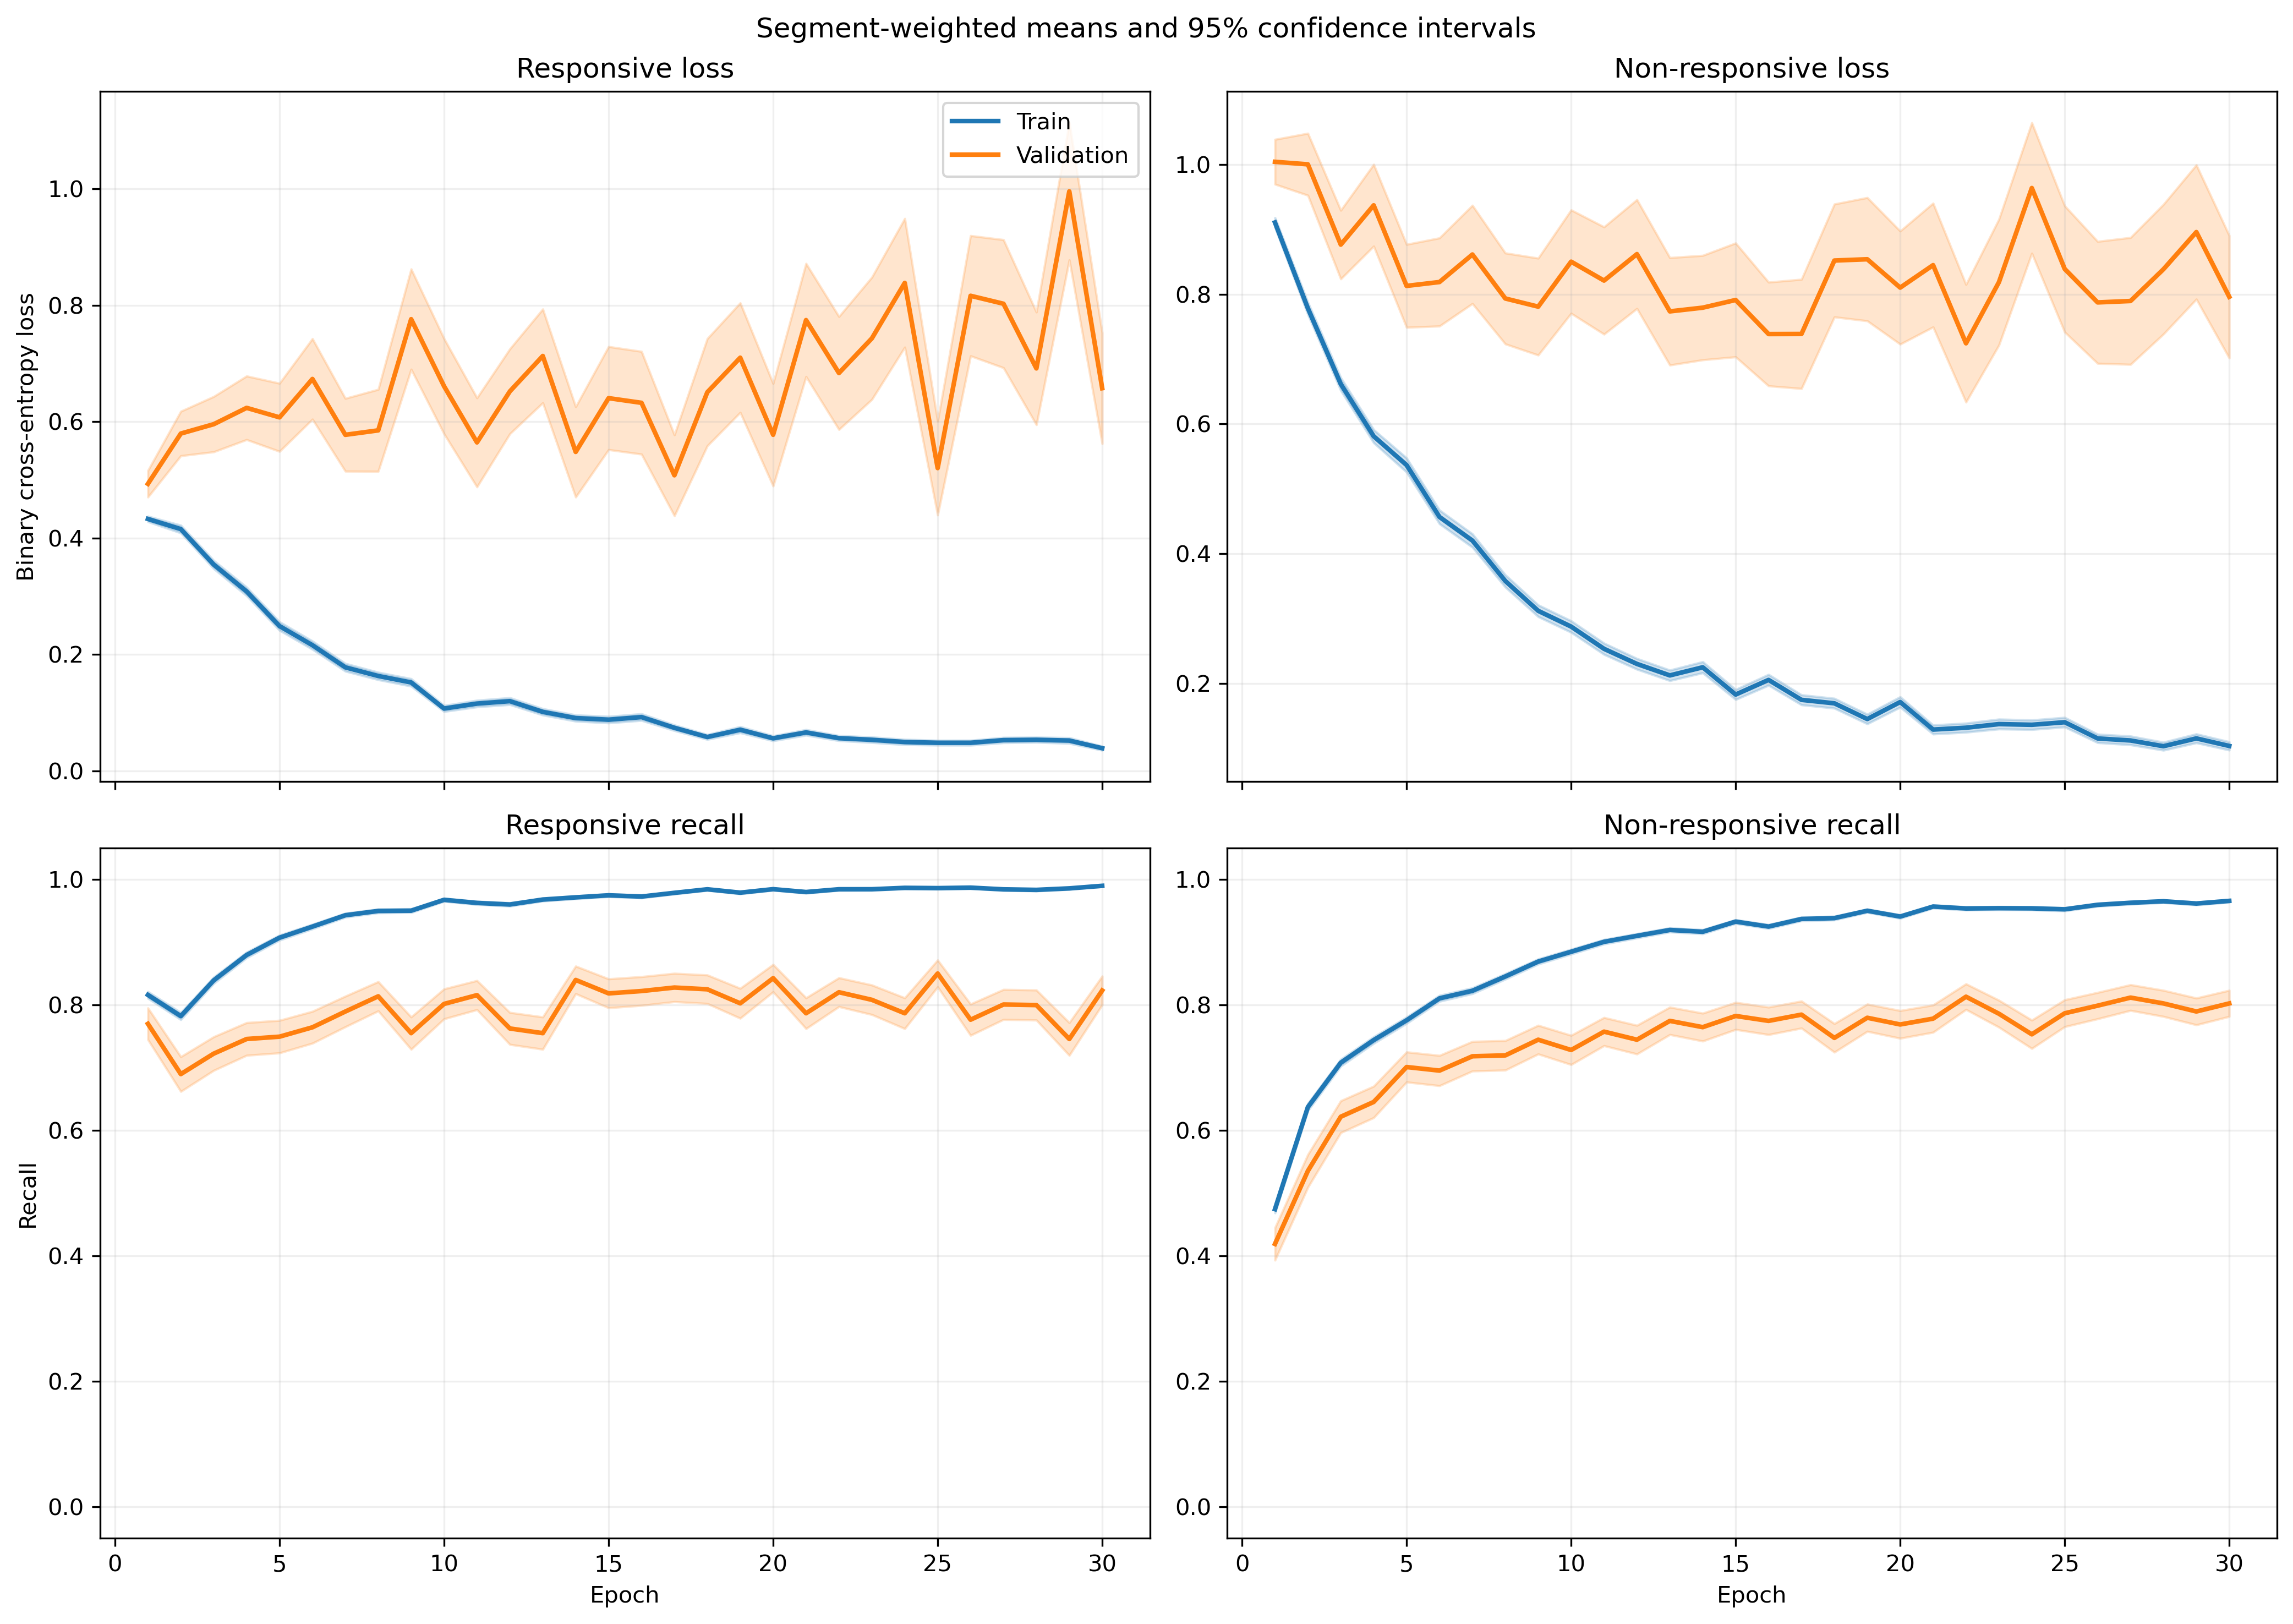 Segment-weighted means and 95% confidence intervals
Responsive loss
Non-responsive loss
Train
Validation
Binary cross-entropy loss
1.0
0.8
0.6
0.4
0.2
0.0
1.0
0.8
0.6
0.4
0.2
Responsive recall
Non-responsive recall
Recall
1.0
0.8
0.6
0.4
0.2
0.0
1.0
0.8
0.6
0.4
0.2
0.0
0 5 10 15 20 25 30
0 5 10 15 20 25 30
Epoch
Epoch